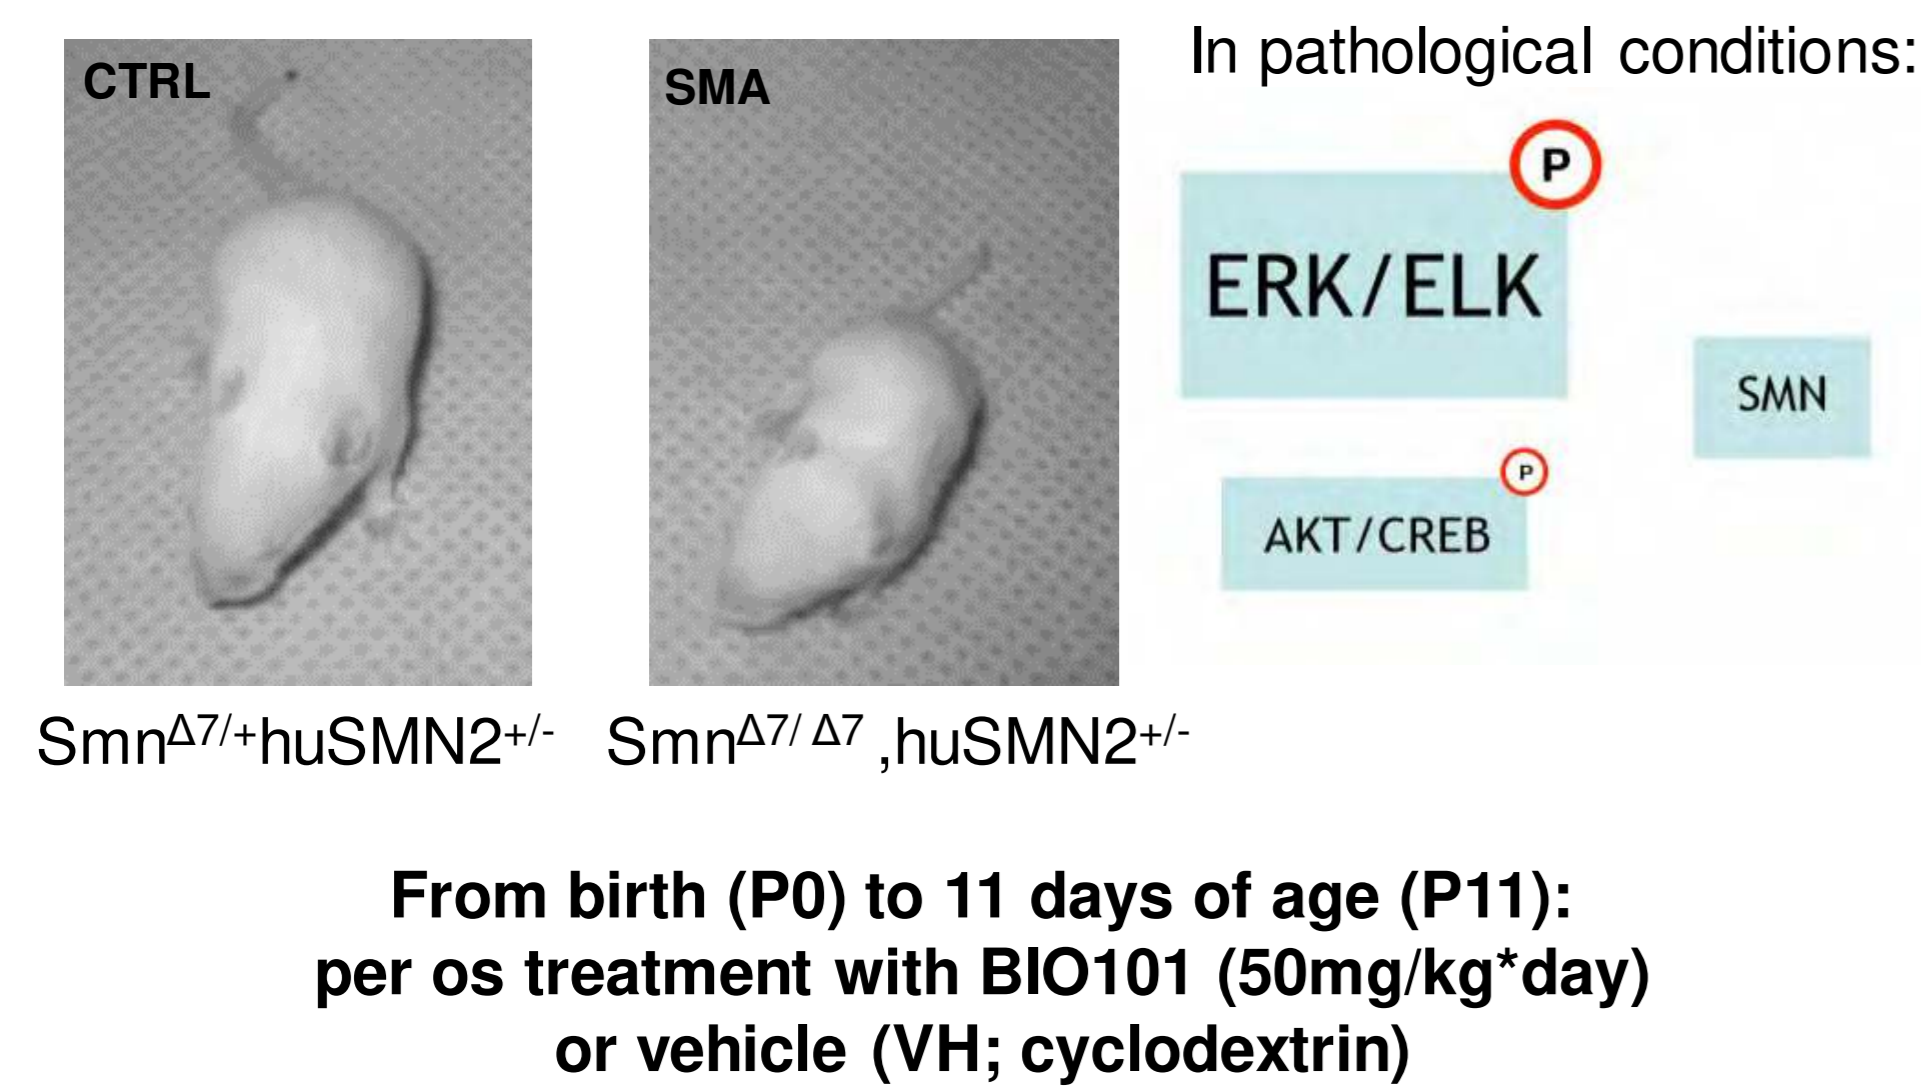 CTRL
SMA
In pathological conditions:
P
ERK/ELK
SMN
P
AKT/CREB
Smn^Δ7/+huSMN2^+/-
Smn^Δ7/ Δ7 ,huSMN2^+/-
From birth (P0) to 11 days of age (P11):
per os treatment with BIO101 (50mg/kg*day)
or vehicle (VH; cyclodextrin)